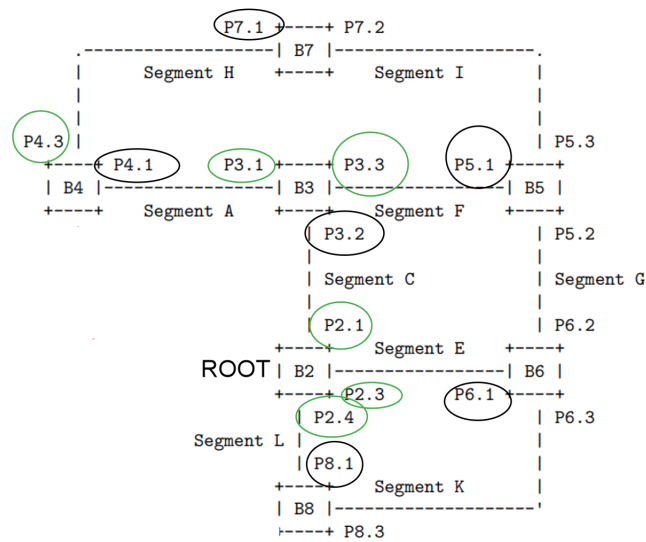 P7.1 +----+ P7.2
.-----------------| B7 |------------------.
| Segment H +----+ Segment I |
| |
| |
P4.3 | | P5.3
+----+ P4.1 P3.1 +----+ P3.3 P5.1 +----+
| B4 |---------------| B3 |---------------| B5 |
+----+ Segment A +----+ Segment F +----+
| P3.2 | P5.2
| |
| Segment C | Segment G
| |
| P2.1 | P6.2
+----+ Segment E +----+
ROOT | B2 |---------------| B6 |
+----+ P2.3 P6.1 +----+
| P2.4 | P6.3
Segment L | |
| P8.1 |
+----+ Segment K |
| B8 |------------------'
+----+ P8.3